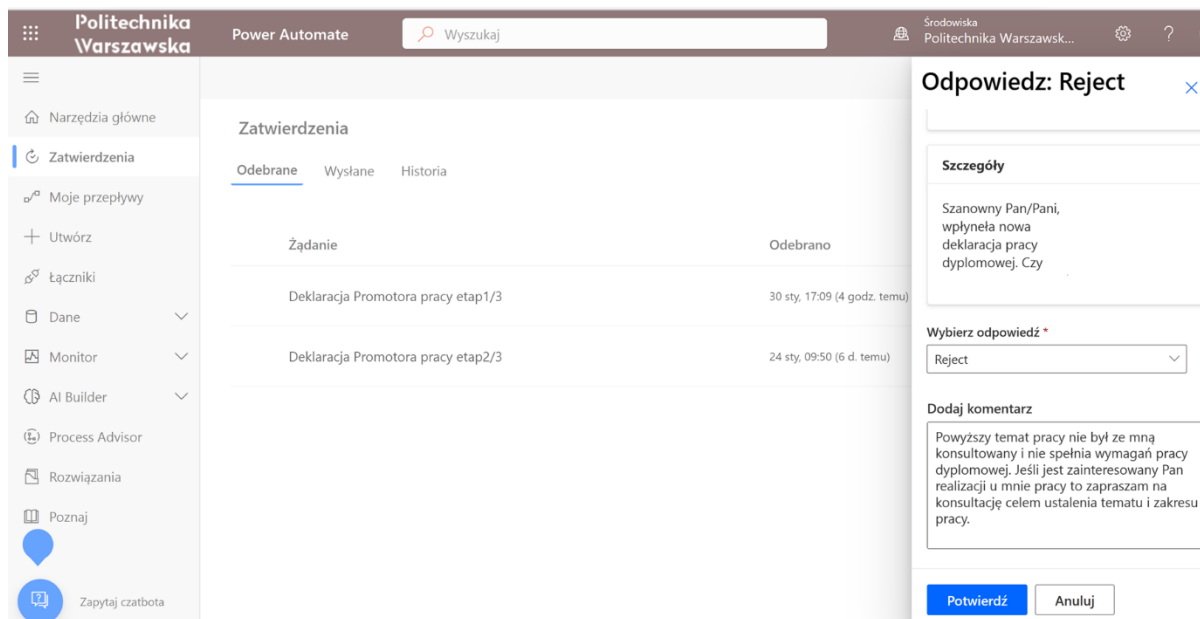 Politechnika
Warszawska
Power Automate
Wyszukaj
Środowiska
Politechnika Warszawsk...
Narzędzia główne
Zatwierdzenia
Moje przepływy
Utwórz
Łączniki
Dane
Monitor
AI Builder
Process Advisor
Rozwiązania
Poznaj
Zapytaj czatbota
Zatwierdzenia
Odebrane Wysłane Historia
Żądanie Odebrano
Deklaracja Promotora pracy etap1/3 30 sty, 17:09 (4 godz. temu)
Deklaracja Promotora pracy etap2/3 24 sty, 09:50 (6 d. temu)
Odpowiedz: Reject
Szczegóły
Szanowny Pan/Pani,
wpłyneła nowa
deklaracja pracy
dyplomowej. Czy
Wybierz odpowiedź *
Reject
Dodaj komentarz
Powyższy temat pracy nie był ze mną
konsultowany i nie spełnia wymagań pracy
dyplomowej. Jeśli jest zainteresowany Pan
realizacji u mnie pracy to zapraszam na
konsultację celem ustalenia tematu i zakresu
pracy.
Potwierdź Anuluj